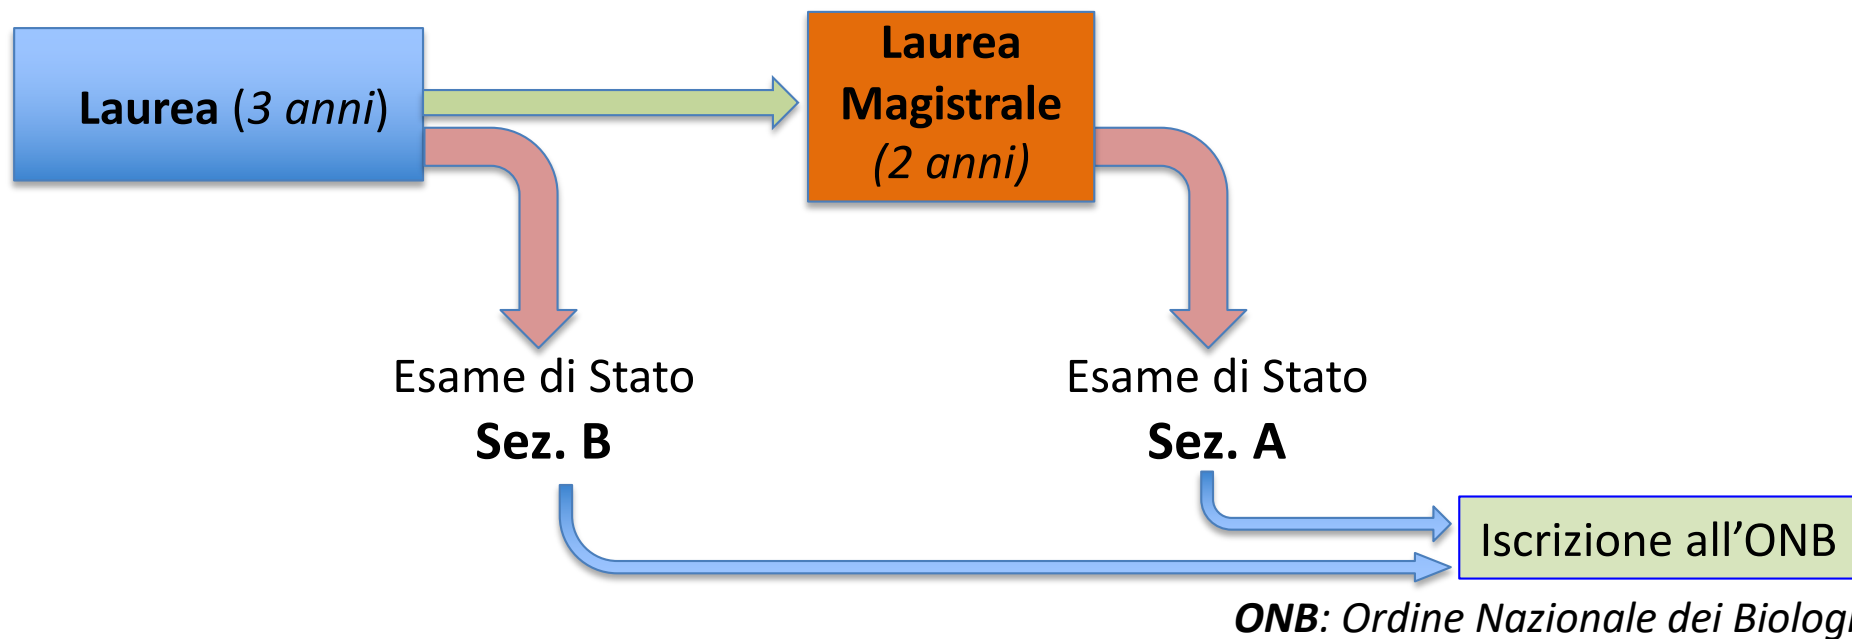 Laurea (3 anni)
Laurea
Magistrale
(2 anni)
Esame di Stato
Sez. B
Esame di Stato
Sez. A
Iscrizione all’ONB
ONB: Ordine Nazionale dei Biologi